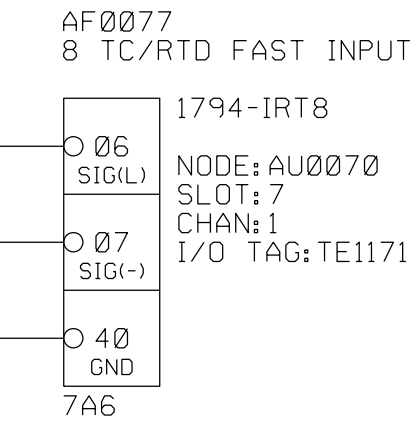 AF0077
8 TC/RTD FAST INPUT
1794-IRT8
06
SIG(L)
NODE:AU0070
SLOT:7
CHAN:1
I/O TAG:TE1171
07
SIG(-)
40
GND
7A6